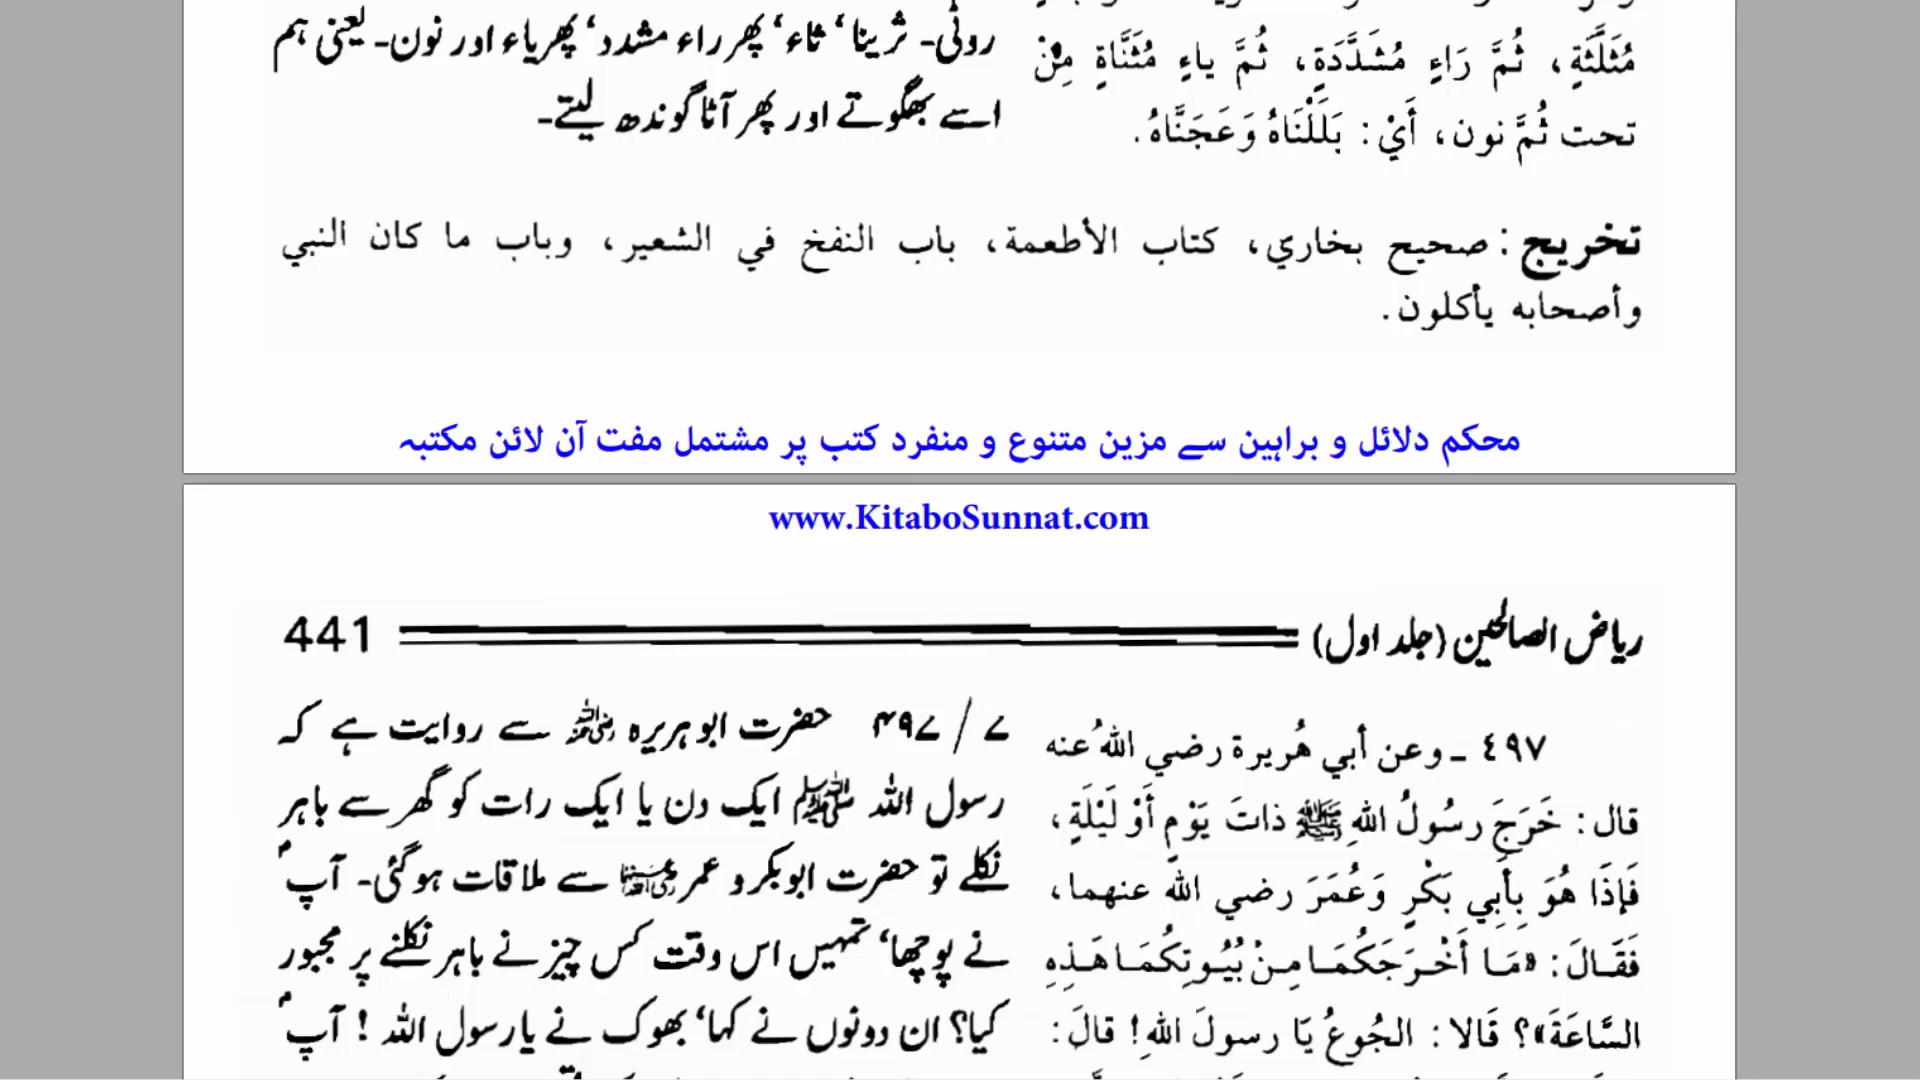 مُثَلَّثَةٍ، ثُمَّ رَاءٍ مُشَدَّدَةٍ، ثُمَّ ياءٍ مُثَنَّاةٍ مِنْ
تحت ثُمَّ نون، أَيْ: بَلَلْنَاهُ وَعَجَنَّاهُ.
روٹی۔ ثرینا‘ ثاء‘ پھر راء مشدد‘ پھر یاء اور نون۔ یعنی ہم
اسے بھگوتے اور پھر آٹا گوندھ لیتے۔
تخريج: صحيح بخاري، كتاب الأطعمة، باب النفخ في الشعير، وباب ما كان النبي
وأصحابه يأكلون.
محکم دلائل و براہین سے مزین متنوع و منفرد کتب پر مشتمل مفت آن لائن مکتبہ
www.KitaboSunnat.com
ریاض الصالحین (جلد اول) 441
٤٩٧ ـ وعن أبي هُريرة رضي اللهُ عنه
قال: خَرَجَ رسُولُ اللهِ ﷺ ذاتَ يَوْمٍ أَوْ لَيْلَةٍ،
فَإِذَا هُوَ بِأَبِي بَكْرٍ وَعُمَرَ رضي الله عنهما،
فَقَالَ: «مَا أَخْرَجَكُمَا مِنْ بُيُوتِكُمَا هَذِهِ
السَّاعَةَ»؟ قَالا: الجُوعُ يَا رسولَ اللهِ! قالَ:
۷ / ۴۹۷ حضرت ابو ہریرہ رضی اللہ عنہ سے روایت ہے کہ
رسول اللہ ﷺ ایک دن یا ایک رات کو گھر سے باہر
نکلے تو حضرت ابوبکر و عمر رضی اللہ عنہما سے ملاقات ہوگئی۔ آپؐ
نے پوچھا‘ تمہیں اس وقت کس چیز نے باہر نکلنے پر مجبور
کیا؟ ان دونوں نے کہا‘ بھوک نے یا رسول اللہ! آپؐ